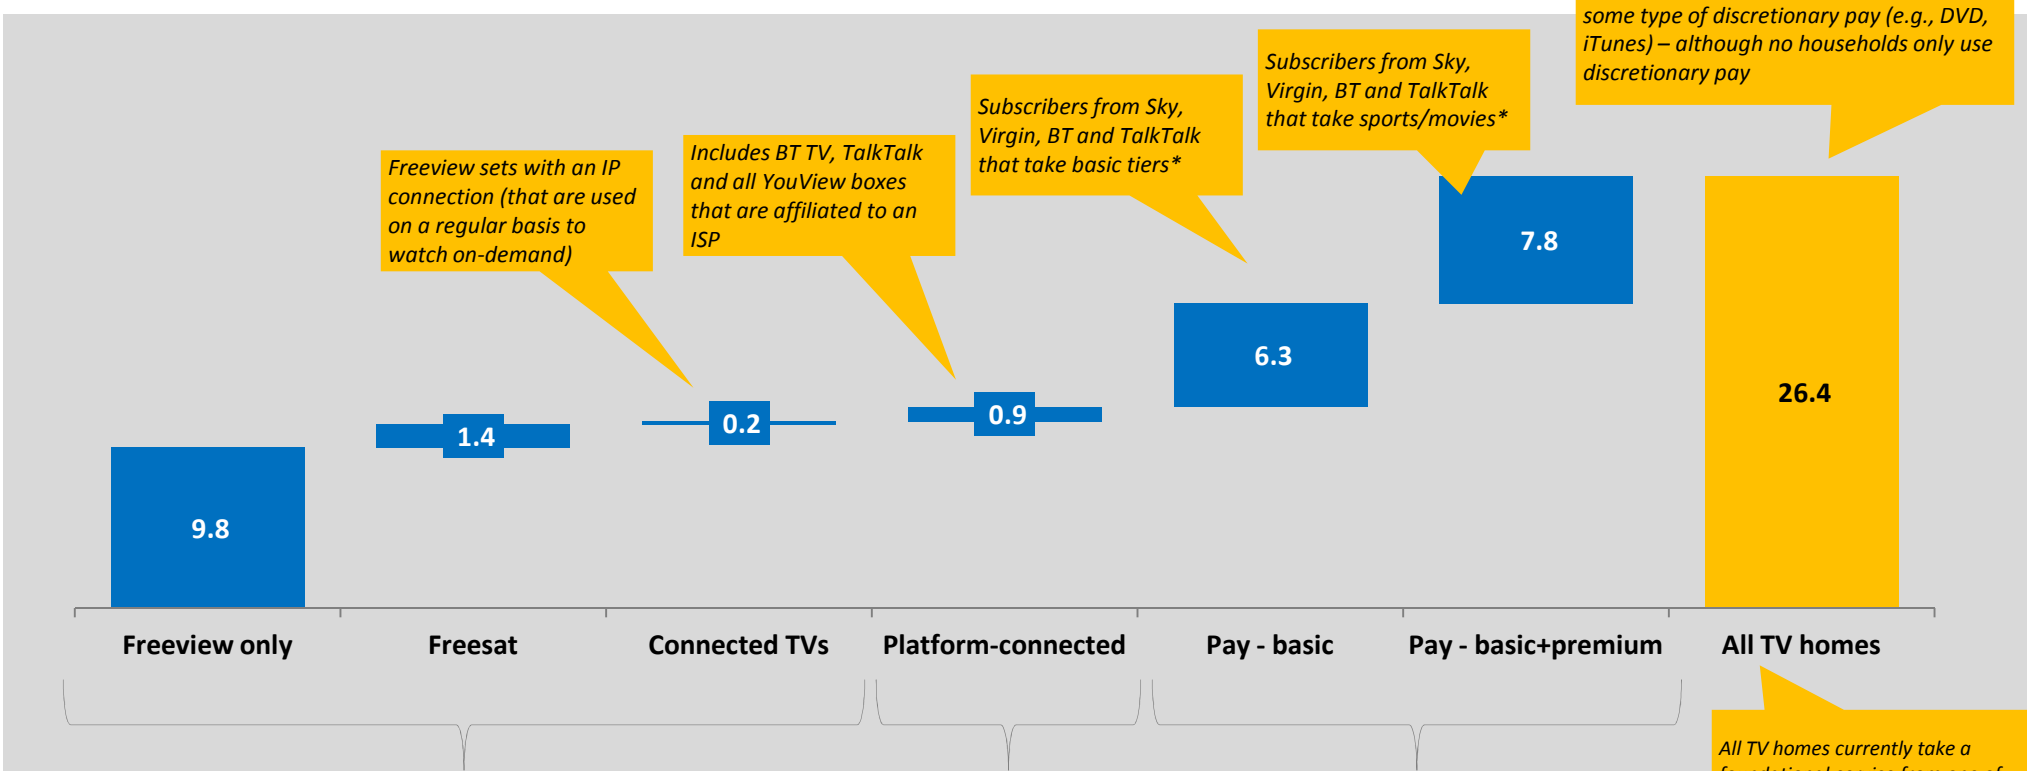 some type of discretionary pay (e.g., DVD,
iTunes) – although no households only use
discretionary pay
Subscribers from Sky,
Virgin, BT and TalkTalk
that take sports/movies*
Subscribers from Sky,
Virgin, BT and TalkTalk
that take basic tiers*
Includes BT TV, TalkTalk
and all YouView boxes
that are affiliated to an
ISP
Freeview sets with an IP
connection (that are used
on a regular basis to
watch on-demand)
9.8
1.4
0.2
0.9
6.3
7.8
26.4
Freeview only
Freesat
Connected TVs
Platform-connected
Pay - basic
Pay - basic+premium
All TV homes
All TV homes currently take a